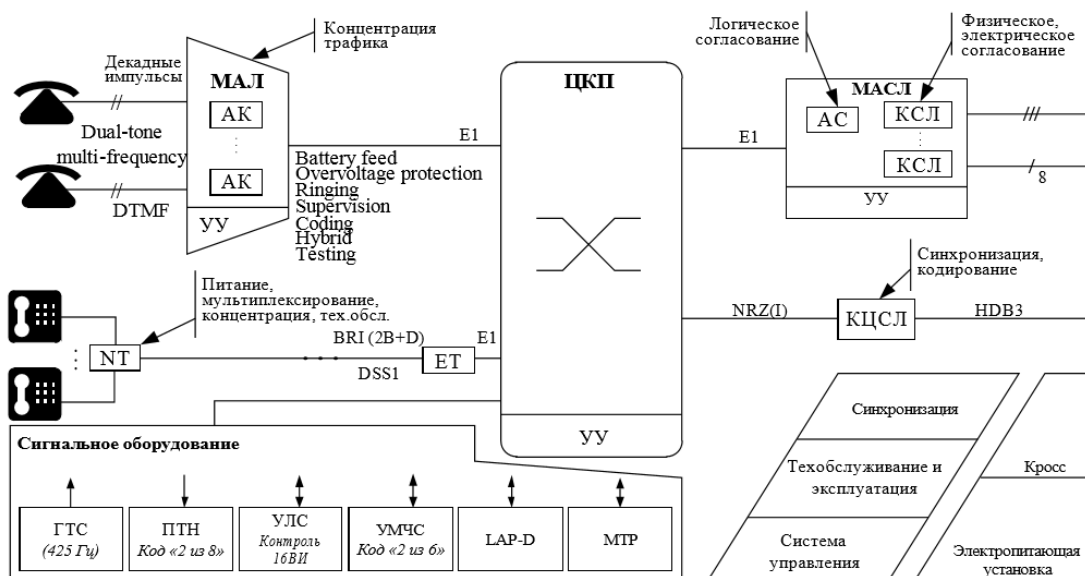 Концентрация
трафика
Декадные
импульсы
МАЛ
АК
АК
УУ
Dual-tone
multi-frequency
DTMF
E1
Battery feed
Overvoltage protection
Ringing
Supervision
Coding
Hybrid
Testing
ЦКП
УУ
E1
Логическое
согласование
Физическое,
электрическое
согласование
МАСЛ
АС
КСЛ
КСЛ
УУ
8
Питание,
мультиплексирование,
концентрация, тех.обсл.
NT
BRI (2B+D)
DSS1
ET
E1
Синхронизация,
кодирование
NRZ(I)
КЦСЛ
HDB3
Сигнальное оборудование
ГТС
(425 Гц)
ПТН
Код «2 из 8»
УЛС
Контроль
16ВИ
УМЧС
Код «2 из 6»
LAP-D
MTP
Синхронизация
Техобслуживание и
эксплуатация
Система
управления
Кросс
Электропитающая
установка